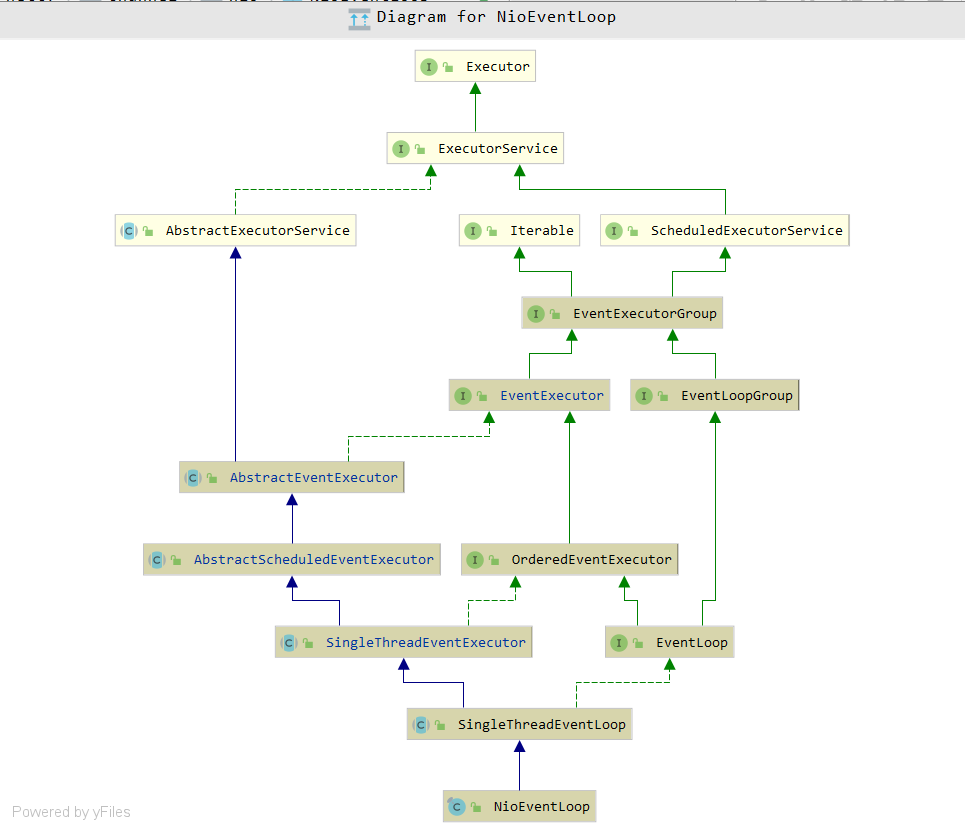 Diagram for NioEventLoop
I Executor
I ExecutorService
C AbstractExecutorService
I Iterable
I ScheduledExecutorService
I EventExecutorGroup
I EventExecutor
I EventLoopGroup
C AbstractEventExecutor
C AbstractScheduledEventExecutor
I OrderedEventExecutor
C SingleThreadEventExecutor
I EventLoop
C SingleThreadEventLoop
C NioEventLoop
Powered by yFiles